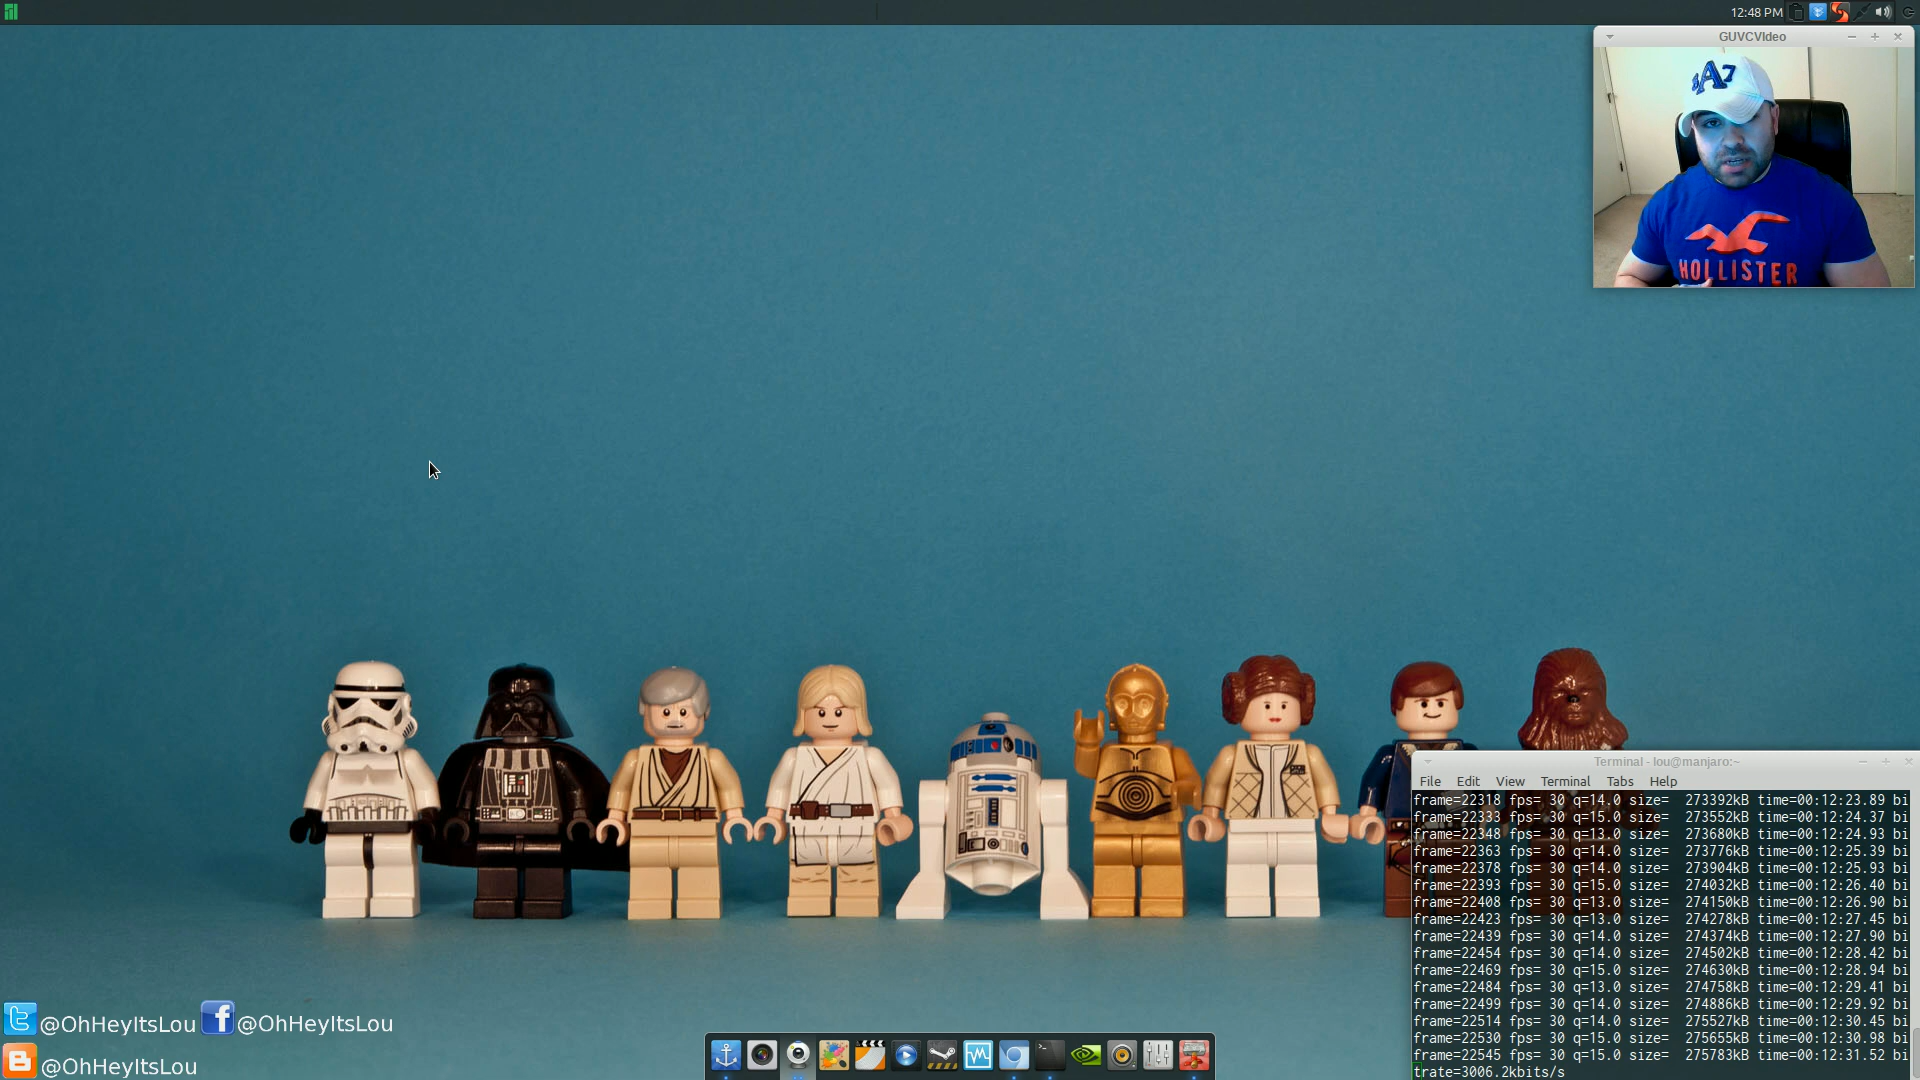 12:48 PM
GUVCVIdeo
A7
HOLLISTER
Terminal - lou@manjaro:~
File Edit View Terminal Tabs Help
frame=22318 fps= 30 q=14.0 size=  273392kB time=00:12:23.89 bi
frame=22333 fps= 30 q=15.0 size=  273552kB time=00:12:24.37 bi
frame=22348 fps= 30 q=13.0 size=  273680kB time=00:12:24.93 bi
frame=22363 fps= 30 q=14.0 size=  273776kB time=00:12:25.39 bi
frame=22378 fps= 30 q=14.0 size=  273904kB time=00:12:25.93 bi
frame=22393 fps= 30 q=15.0 size=  274032kB time=00:12:26.40 bi
frame=22408 fps= 30 q=13.0 size=  274150kB time=00:12:26.90 bi
frame=22423 fps= 30 q=13.0 size=  274278kB time=00:12:27.45 bi
frame=22439 fps= 30 q=14.0 size=  274374kB time=00:12:27.90 bi
frame=22454 fps= 30 q=14.0 size=  274502kB time=00:12:28.42 bi
frame=22469 fps= 30 q=15.0 size=  274630kB time=00:12:28.94 bi
frame=22484 fps= 30 q=13.0 size=  274758kB time=00:12:29.41 bi
frame=22499 fps= 30 q=14.0 size=  274886kB time=00:12:29.92 bi
frame=22514 fps= 30 q=14.0 size=  275527kB time=00:12:30.45 bi
frame=22530 fps= 30 q=15.0 size=  275655kB time=00:12:30.98 bi
frame=22545 fps= 30 q=15.0 size=  275783kB time=00:12:31.52 bi
trate=3006.2kbits/s
@OhHeyItsLou @OhHeyItsLou
@OhHeyItsLou